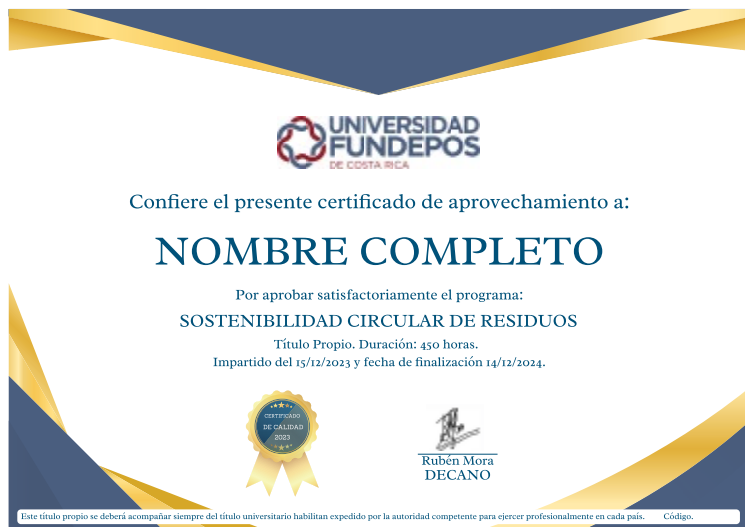 UNIVERSIDAD
FUNDEPOS
DE COSTA RICA
Confiere el presente certificado de aprovechamiento a:
NOMBRE COMPLETO
Por aprobar satisfactoriamente el programa:
SOSTENIBILIDAD CIRCULAR DE RESIDUOS
Título Propio. Duración: 450 horas.
Impartido del 15/12/2023 y fecha de finalización 14/12/2024.
CERTIFICADO
DE CALIDAD
2023
Rubén Mora
DECANO
Este título propio se deberá acompañar siempre del título universitario habilitan expedido por la autoridad competente para ejercer profesionalmente en cada país. Código.